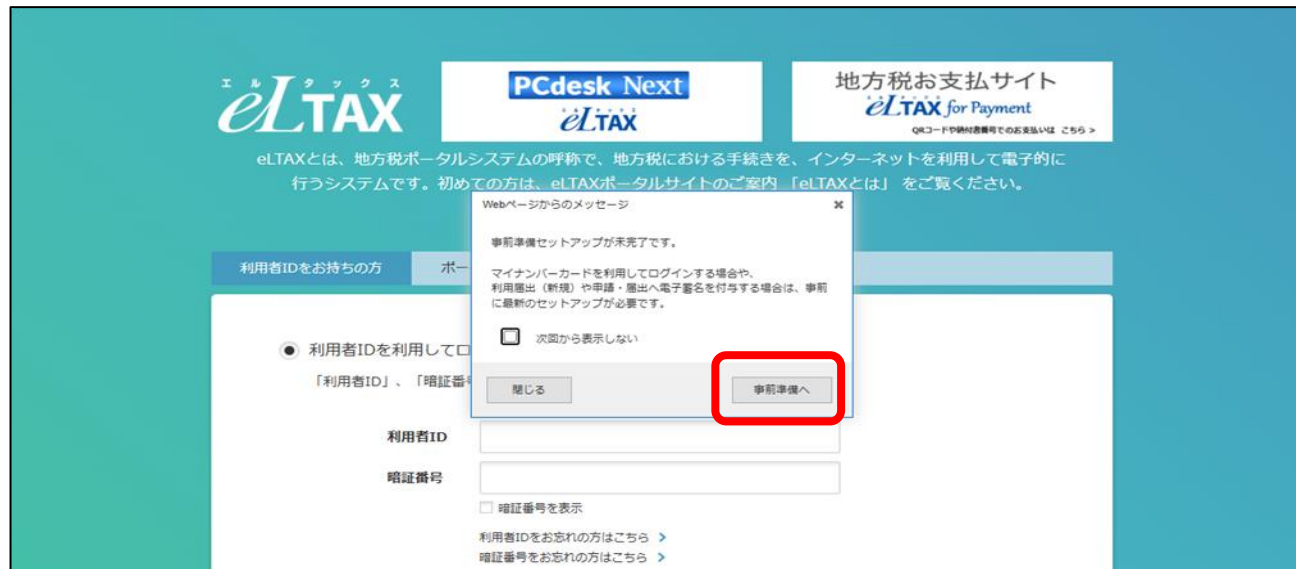 エルタックス
eLTAX
PCdesk Next
eLTAX
地方税お支払サイト
エルタックス
eLTAX for Payment
QRコードや納付書番号でのお支払いは こちら >
eLTAXとは、地方税ポータルシステムの呼称で、地方税における手続きを、インターネットを利用して電子的に
行うシステムです。初めての方は、eLTAXポータルサイトのご案内 「eLTAXとは」 をご覧ください。
Webページからのメッセージ
事前準備セットアップが未完了です。
マイナンバーカードを利用してログインする場合や、
利用届出（新規）や申請・届出へ電子署名を付与する場合は、事前
に最新のセットアップが必要です。
次回から表示しない
閉じる
事前準備へ
利用者IDをお持ちの方
ポー
利用者IDを利用してロ
「利用者ID」、「暗証番
利用者ID
暗証番号
暗証番号を表示
利用者IDをお忘れの方はこちら >
暗証番号をお忘れの方はこちら >